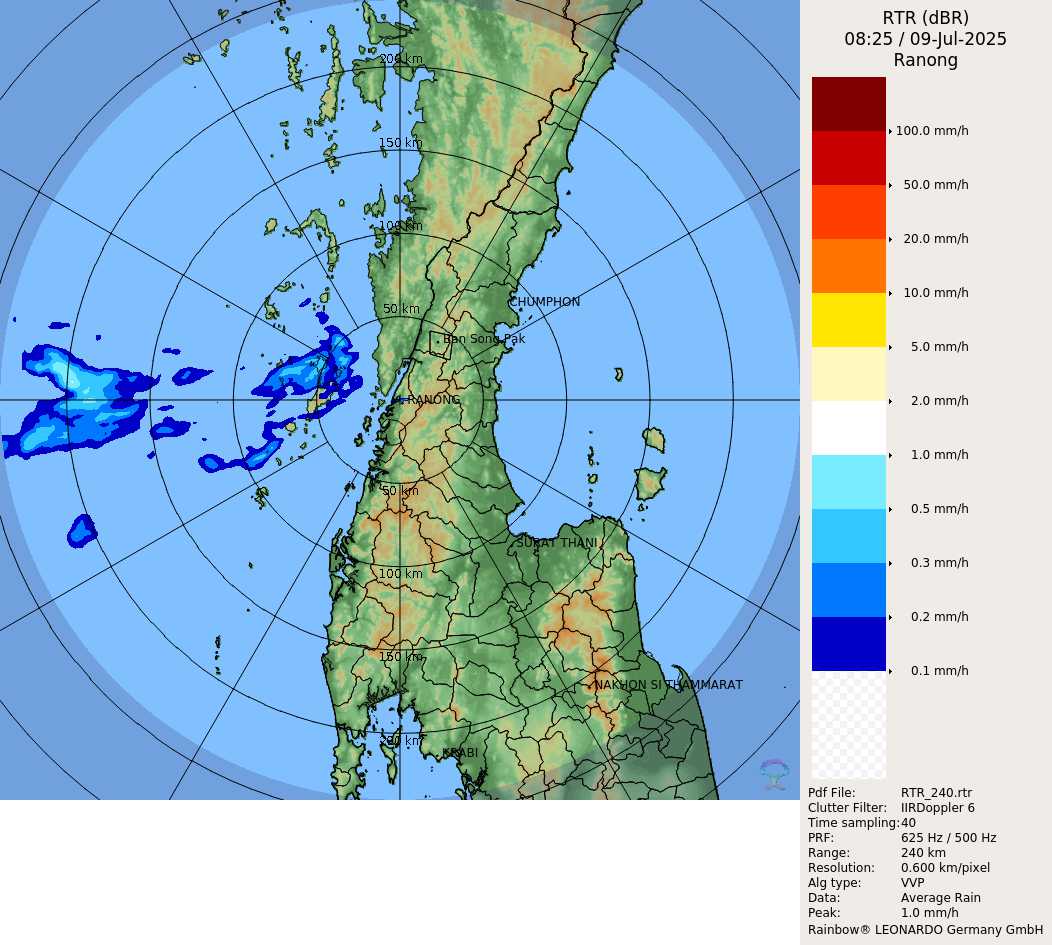 RTR (dBR)
08:25 / 09-Jul-2025
Ranong
200 km
150 km
100 km
50 km
CHUMPHON
Ban Song Pak
RANONG
50 km
SURAT THANI
100 km
150 km
NAKHON SI THAMMARAT
200 km
KRABI
100.0 mm/h
50.0 mm/h
20.0 mm/h
10.0 mm/h
5.0 mm/h
2.0 mm/h
1.0 mm/h
0.5 mm/h
0.3 mm/h
0.2 mm/h
0.1 mm/h
Pdf File: RTR_240.rtr
Clutter Filter: IIRDoppler 6
Time sampling:40
PRF: 625 Hz / 500 Hz
Range: 240 km
Resolution: 0.600 km/pixel
Alg type: VVP
Data: Average Rain
Peak: 1.0 mm/h
Rainbow® LEONARDO Germany GmbH